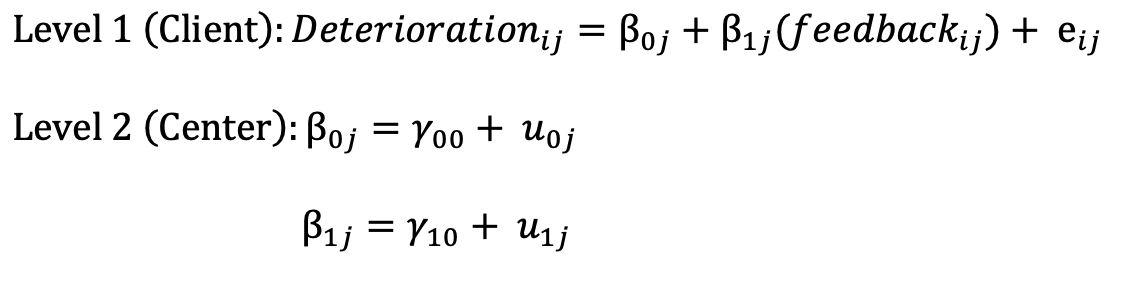 Level 1 (Client): Deterioration_ij = β_0j + β_1j(feedback_ij) + e_ij
Level 2 (Center): β_0j = γ_00 + u_0j
β_1j = γ_10 + u_1j